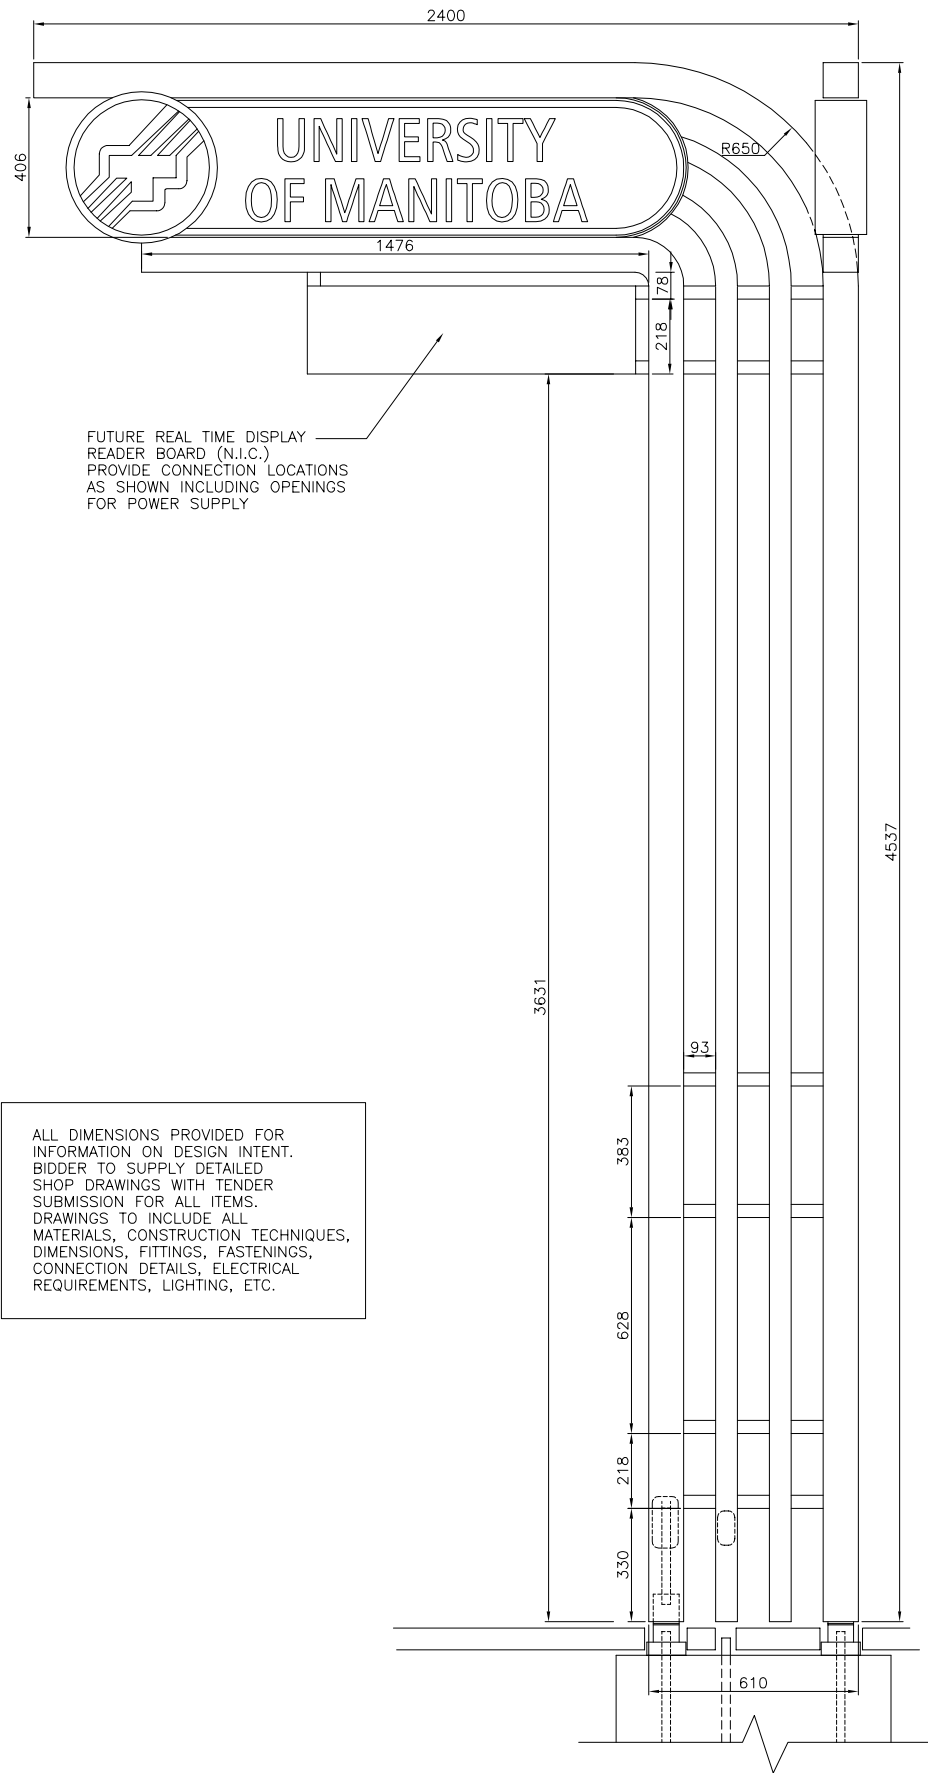 2400
UNIVERSITY
OF MANITOBA
R650
406
1476
78
218
FUTURE REAL TIME DISPLAY
READER BOARD (N.I.C.)
PROVIDE CONNECTION LOCATIONS
AS SHOWN INCLUDING OPENINGS
FOR POWER SUPPLY
4537
3631
93
ALL DIMENSIONS PROVIDED FOR
INFORMATION ON DESIGN INTENT.
BIDDER TO SUPPLY DETAILED
SHOP DRAWINGS WITH TENDER
SUBMISSION FOR ALL ITEMS.
DRAWINGS TO INCLUDE ALL
MATERIALS, CONSTRUCTION TECHNIQUES,
DIMENSIONS, FITTINGS, FASTENINGS,
CONNECTION DETAILS, ELECTRICAL
REQUIREMENTS, LIGHTING, ETC.
383
628
218
330
610